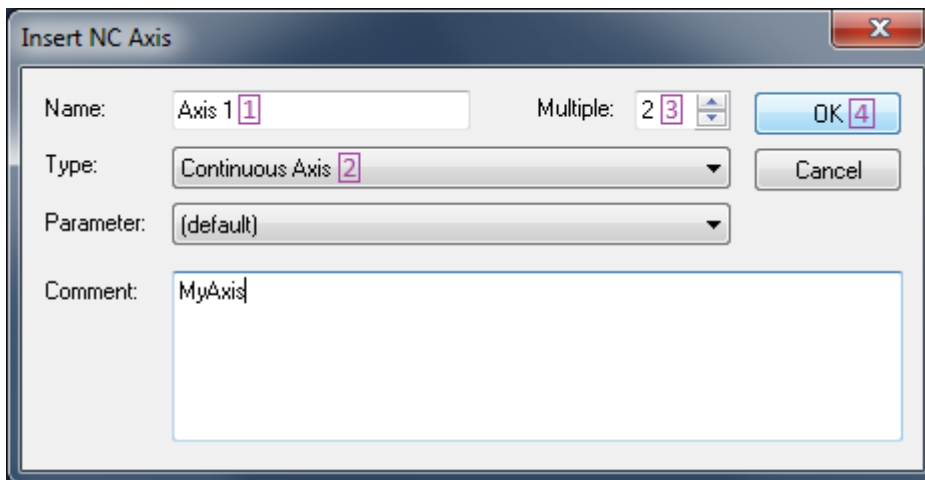 Insert NC Axis
Name: Axis 1 1 Multiple: 2 3 OK 4
Type: Continuous Axis 2 Cancel
Parameter: (default)
Comment: MyAxis